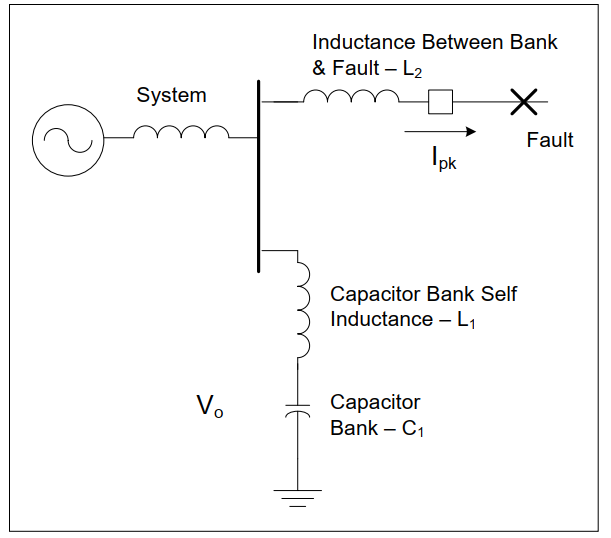 Inductance Between Bank
& Fault – L₂
System
Fault
Iₚₖ
Capacitor Bank Self
Inductance – L₁
Vₒ
Capacitor
Bank – C₁